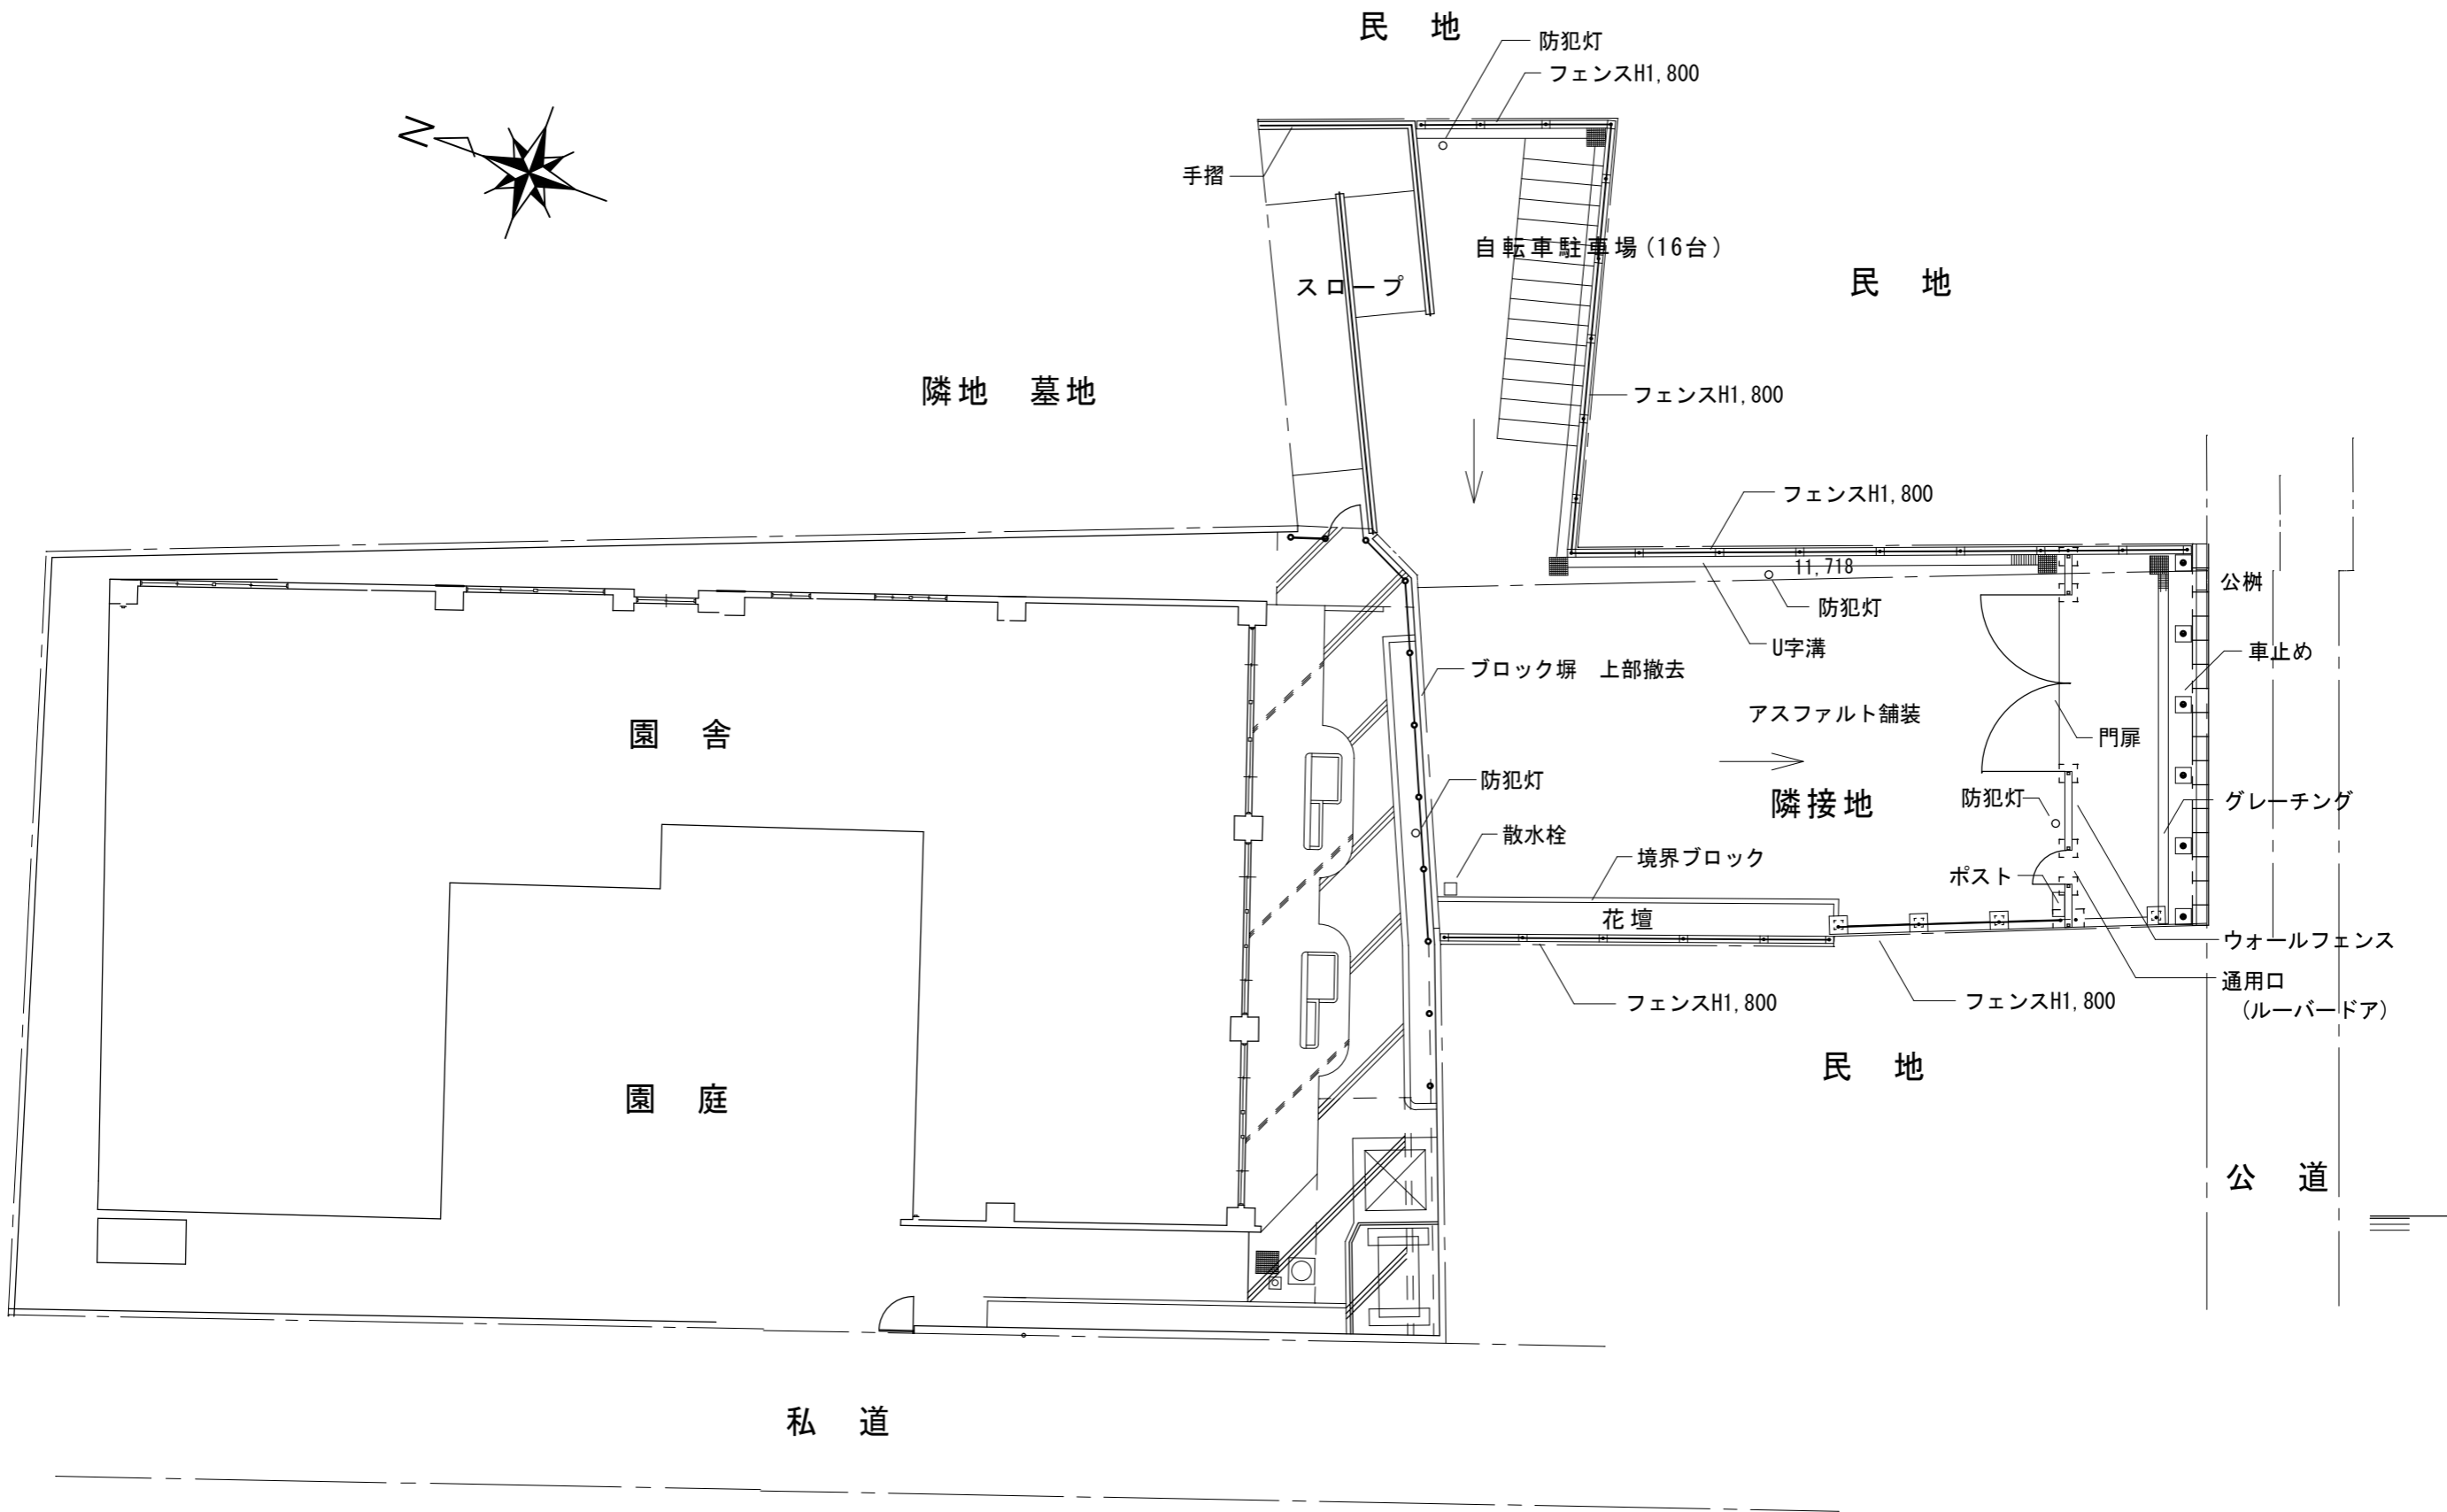 民　地
防犯灯
フェンスH1,800
N
手摺
自転車駐車場(16台)
スロープ
民　地
隣地　墓地
フェンスH1,800
フェンスH1,800
11,718
公桝
防犯灯
U字溝
車止め
ブロック塀　上部撤去
アスファルト舗装
園　舎
門扉
防犯灯
隣接地
防犯灯
グレーチング
散水栓
境界ブロック
ポスト
花壇
ウォールフェンス
通用口
(ルーバードア)
フェンスH1,800
フェンスH1,800
民　地
園　庭
公　道
私　道